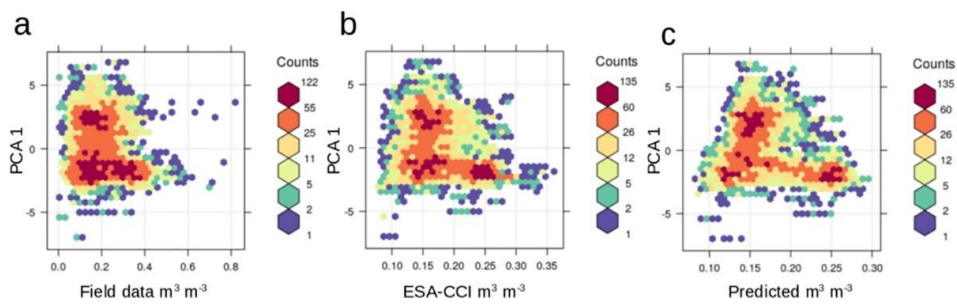 a
Counts
122
55
25
11
5
2
1
PCA 1
5
0
-5
0.0 0.2 0.4 0.6 0.8
Field data m³ m⁻³
b
Counts
135
60
26
12
5
2
1
PCA 1
5
0
-5
0.10 0.15 0.20 0.25 0.30 0.35
ESA-CCI m³ m⁻³
c
Counts
135
60
26
12
5
2
1
PCA 1
5
0
-5
0.10 0.15 0.20 0.25 0.30
Predicted m³ m⁻³